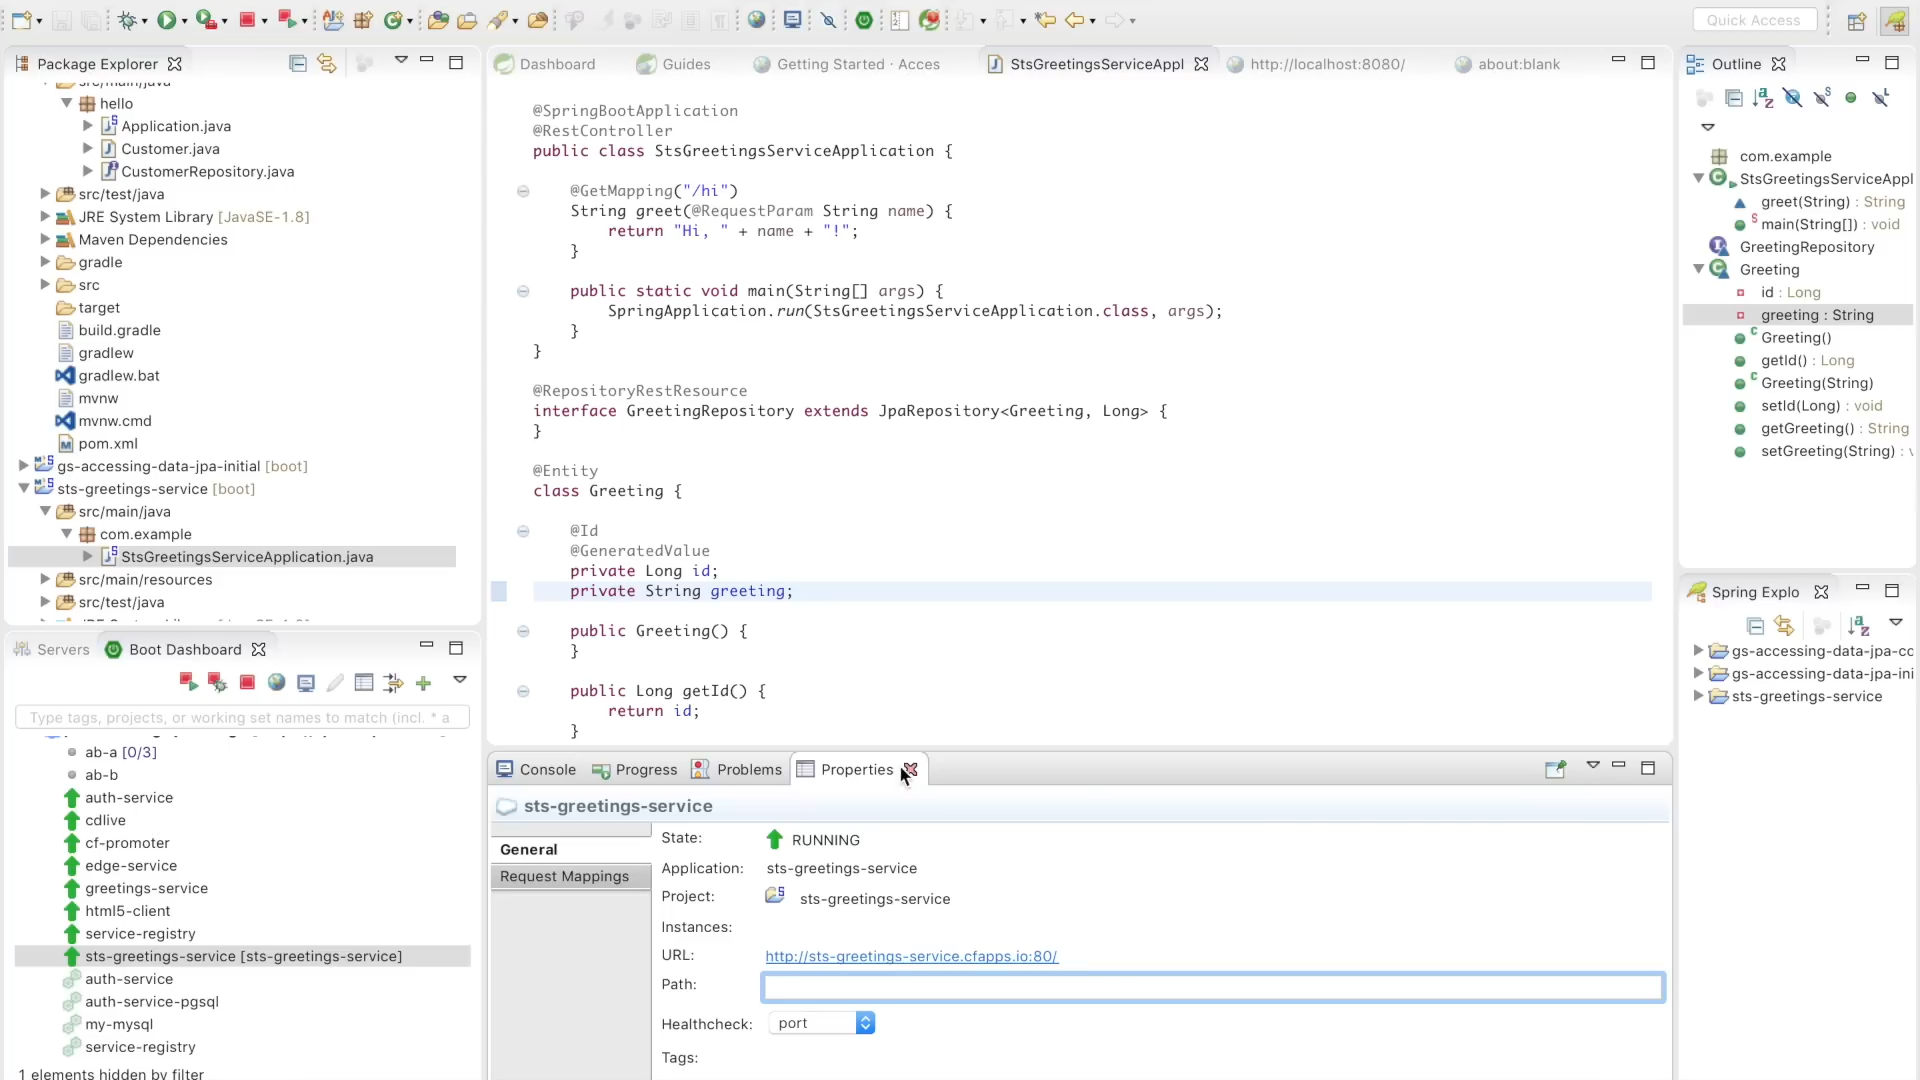 Quick Access
Package Explorer
src/main/java
hello
Application.java
Customer.java
CustomerRepository.java
src/test/java
JRE System Library [JavaSE-1.8]
Maven Dependencies
gradle
src
target
build.gradle
gradlew
gradlew.bat
mvnw
mvnw.cmd
pom.xml
gs-accessing-data-jpa-initial [boot]
sts-greetings-service [boot]
src/main/java
com.example
StsGreetingsServiceApplication.java
src/main/resources
src/test/java
Servers
Boot Dashboard
Type tags, projects, or working set names to match (incl. * a
ab-a [0/3]
ab-b
auth-service
cdlive
cf-promoter
edge-service
greetings-service
html5-client
service-registry
sts-greetings-service [sts-greetings-service]
auth-service
auth-service-pgsql
my-mysql
service-registry
1 elements hidden by filter
Dashboard
Guides
Getting Started · Acces
StsGreetingsServiceAppl
http://localhost:8080/
about:blank
@SpringBootApplication
@RestController
public class StsGreetingsServiceApplication {
@GetMapping("/hi")
String greet(@RequestParam String name) {
return "Hi, " + name + "!";
}
public static void main(String[] args) {
SpringApplication.run(StsGreetingsServiceApplication.class, args);
}
}
@RepositoryRestResource
interface GreetingRepository extends JpaRepository<Greeting, Long> {
}
@Entity
class Greeting {
@Id
@GeneratedValue
private Long id;
private String greeting;
public Greeting() {
}
public Long getId() {
return id;
}
Console
Progress
Problems
Properties
sts-greetings-service
General
Request Mappings
State: RUNNING
Application: sts-greetings-service
Project: sts-greetings-service
Instances:
URL: http://sts-greetings-service.cfapps.io:80/
Path:
Healthcheck: port
Tags:
Outline
com.example
StsGreetingsServiceAppl
greet(String) : String
main(String[]) : void
GreetingRepository
Greeting
id : Long
greeting : String
Greeting()
getId() : Long
Greeting(String)
setId(Long) : void
getGreeting() : String
setGreeting(String) :
Spring Explo
gs-accessing-data-jpa-cc
gs-accessing-data-jpa-ini
sts-greetings-service